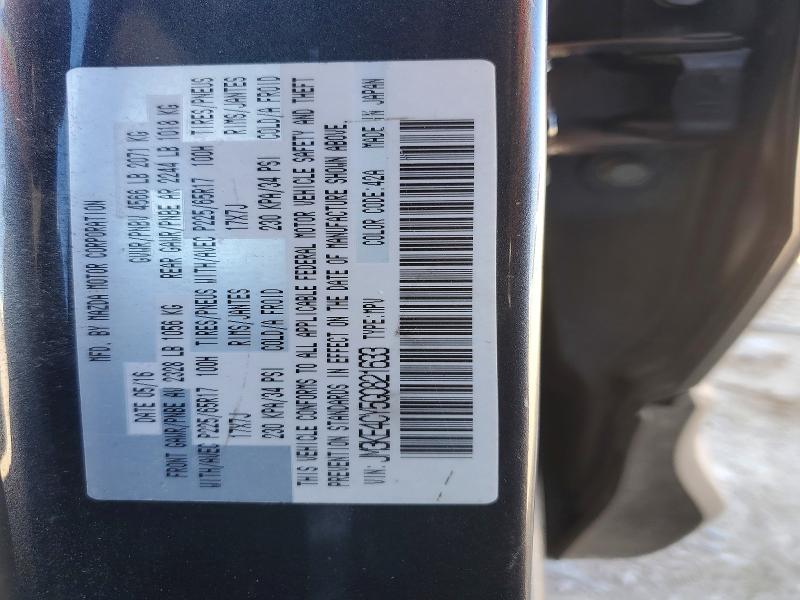 MFD. BY MAZDA MOTOR CORPORATION
DATE 05/16 GVWR/PNBV 4566 LB 2071 KG
FRONT GAWR/PNBE AV 2328 LB 1056 KG REAR GAWR/PNBE AR 2244 LB 1018 KG
WITH/AVEC P225/65R17 100H TIRES/PNEUS WITH/AVEC P225/65R17 100H TIRES/PNEUS
17X7J RIMS/JANTES 17X7J RIMS/JANTES
230 KPA/34 PSI COLD/A FROID 230 KPA/34 PSI COLD/A FROID
THIS VEHICLE CONFORMS TO ALL APPLICABLE FEDERAL MOTOR VEHICLE SAFETY AND THEFT
PREVENTION STANDARDS IN EFFECT ON THE DATE OF MANUFACTURE SHOWN ABOVE.
VIN: JM3KE4CY5G0821633 TYPE:MPV COLOR CODE:42A MADE IN JAPAN